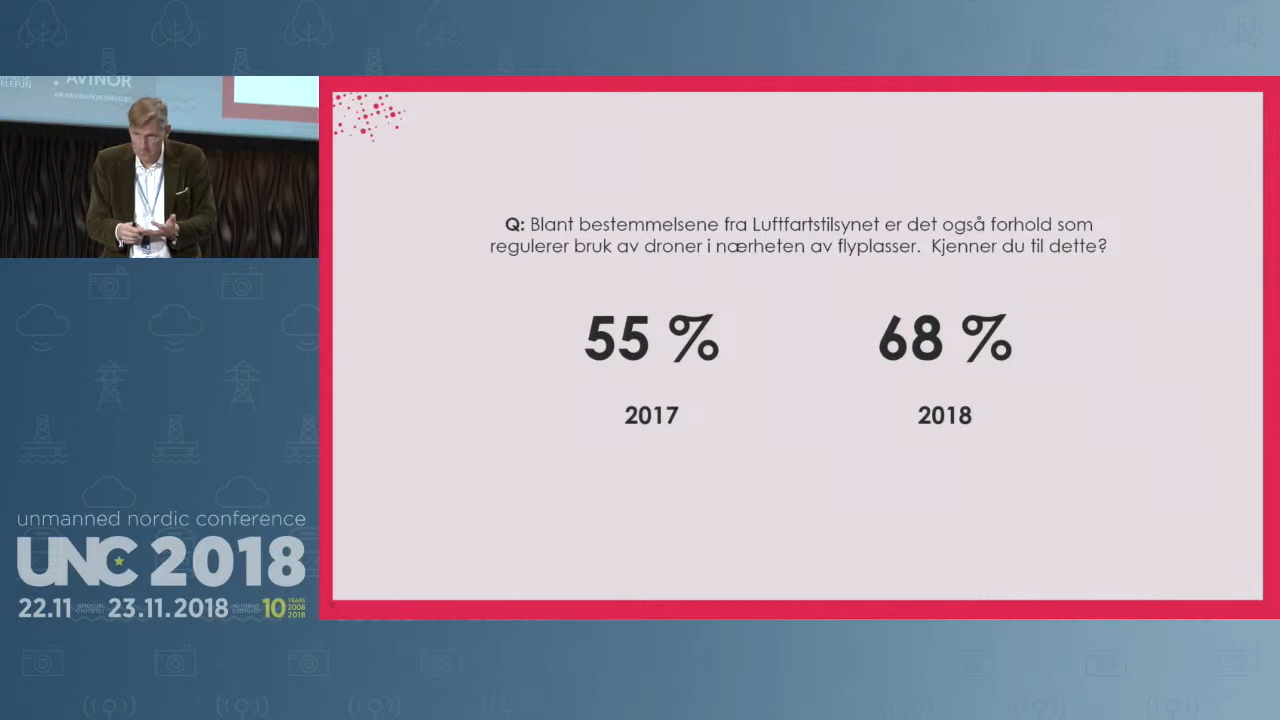 AVINOR
Q: Blant bestemmelsene fra Luftfartstilsynet er det også forhold som
regulerer bruk av droner i nærheten av flyplasser. Kjenner du til dette?
55 %
68 %
2017
2018
unmanned nordic conference
UNC 2018
22.11
23.11.2018
10
YEARS
2008
2018